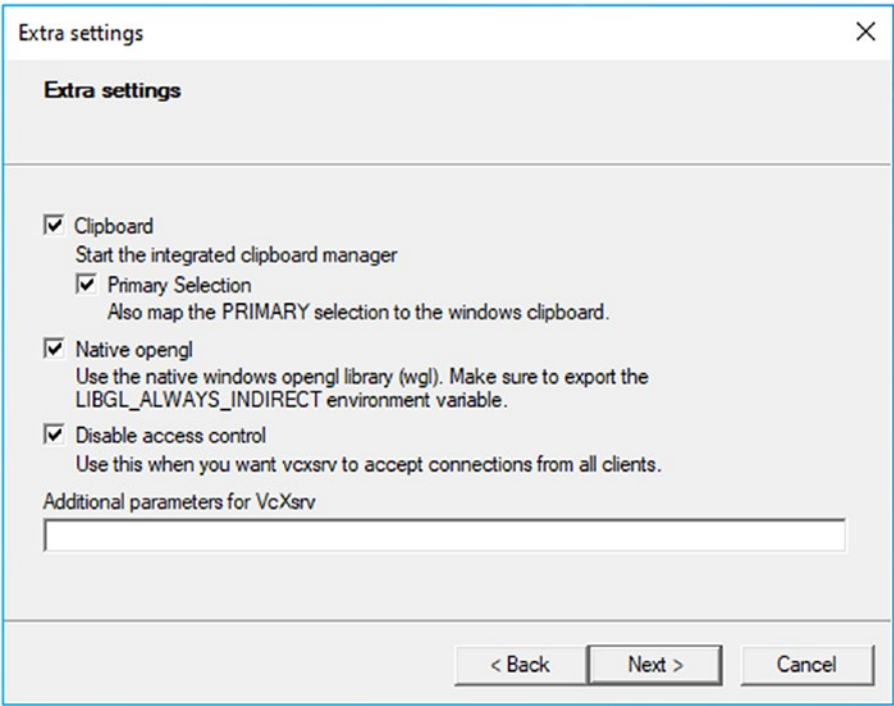 Extra settings
Extra settings
Clipboard
Start the integrated clipboard manager
Primary Selection
Also map the PRIMARY selection to the windows clipboard.
Native opengl
Use the native windows opengl library (wgl). Make sure to export the
LIBGL_ALWAYS_INDIRECT environment variable.
Disable access control
Use this when you want vcxsrv to accept connections from all clients.
Additional parameters for VcXsrv
< Back
Next >
Cancel